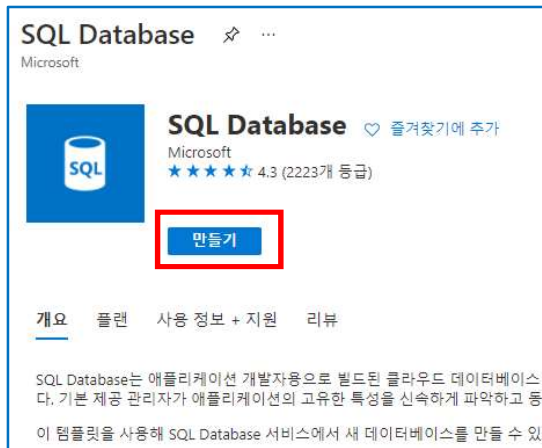 SQL Database ...
Microsoft
SQL
SQL Database ♡ 즐겨찾기에 추가
Microsoft
★★★★☆ 4.3 (2223개 등급)
만들기
개요 플랜 사용 정보 + 지원 리뷰
SQL Database는 애플리케이션 개발자용으로 빌드된 클라우드 데이터베이스
다. 기본 제공 관리자가 애플리케이션의 고유한 특성을 신속하게 파악하고 동
이 템플릿을 사용해 SQL Database 서비스에서 새 데이터베이스를 만들 수 있